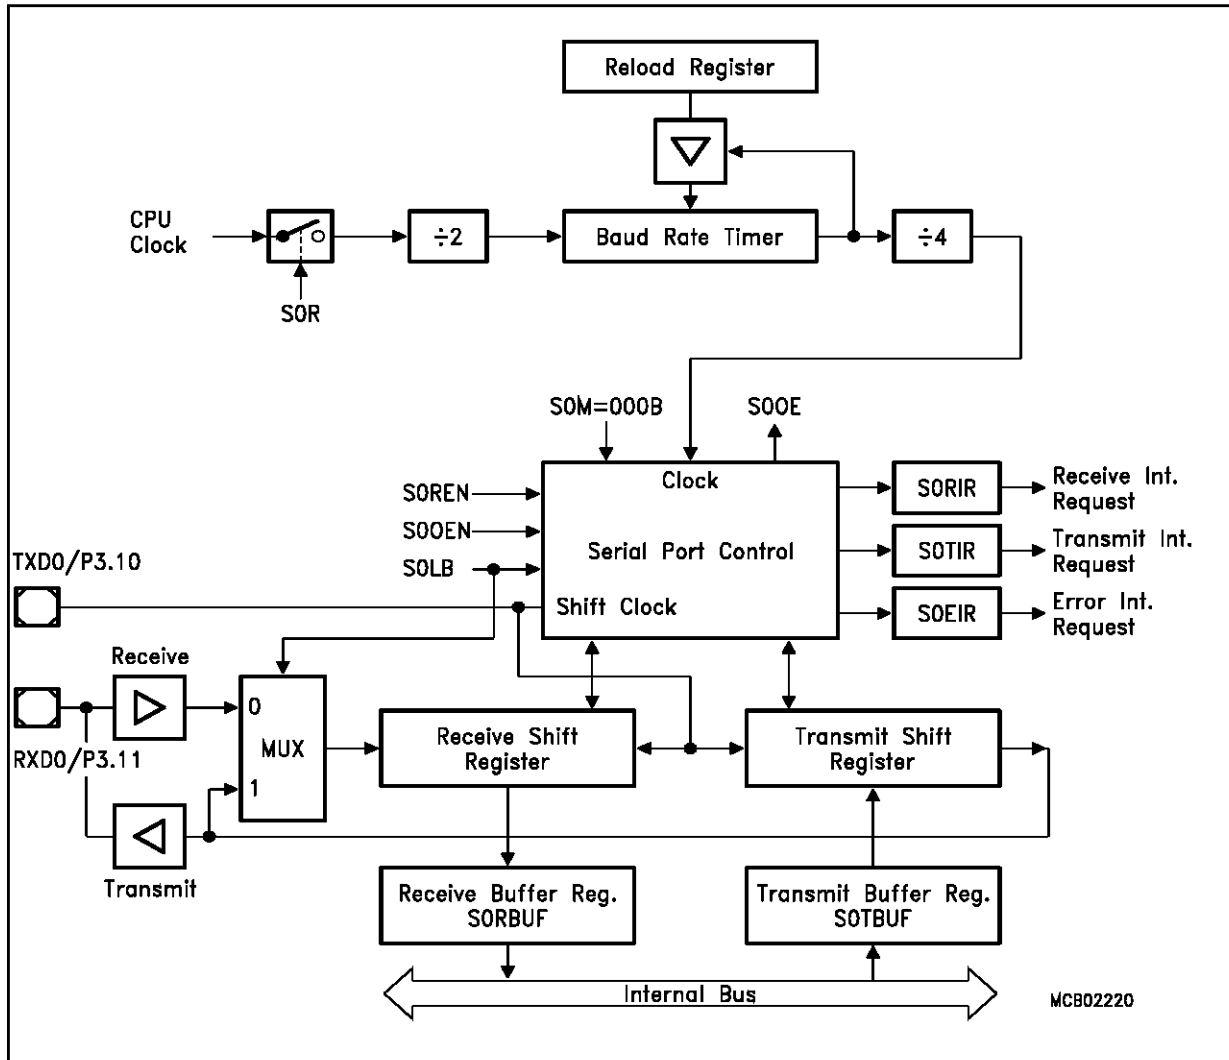 Reload Register
CPU
Clock
÷2
Baud Rate Timer
÷4
S0R
S0M=000B
S0OE
Clock
S0REN
S0OEN
S0LB
Serial Port Control
Shift Clock
S0RIR
Receive Int.
Request
S0TIR
Transmit Int.
Request
S0EIR
Error Int.
Request
TXD0/P3.10
Receive
RXD0/P3.11
0
MUX
1
Transmit
Receive Shift
Register
Transmit Shift
Register
Receive Buffer Reg.
S0RBUF
Transmit Buffer Reg.
S0TBUF
Internal Bus
MCB02220